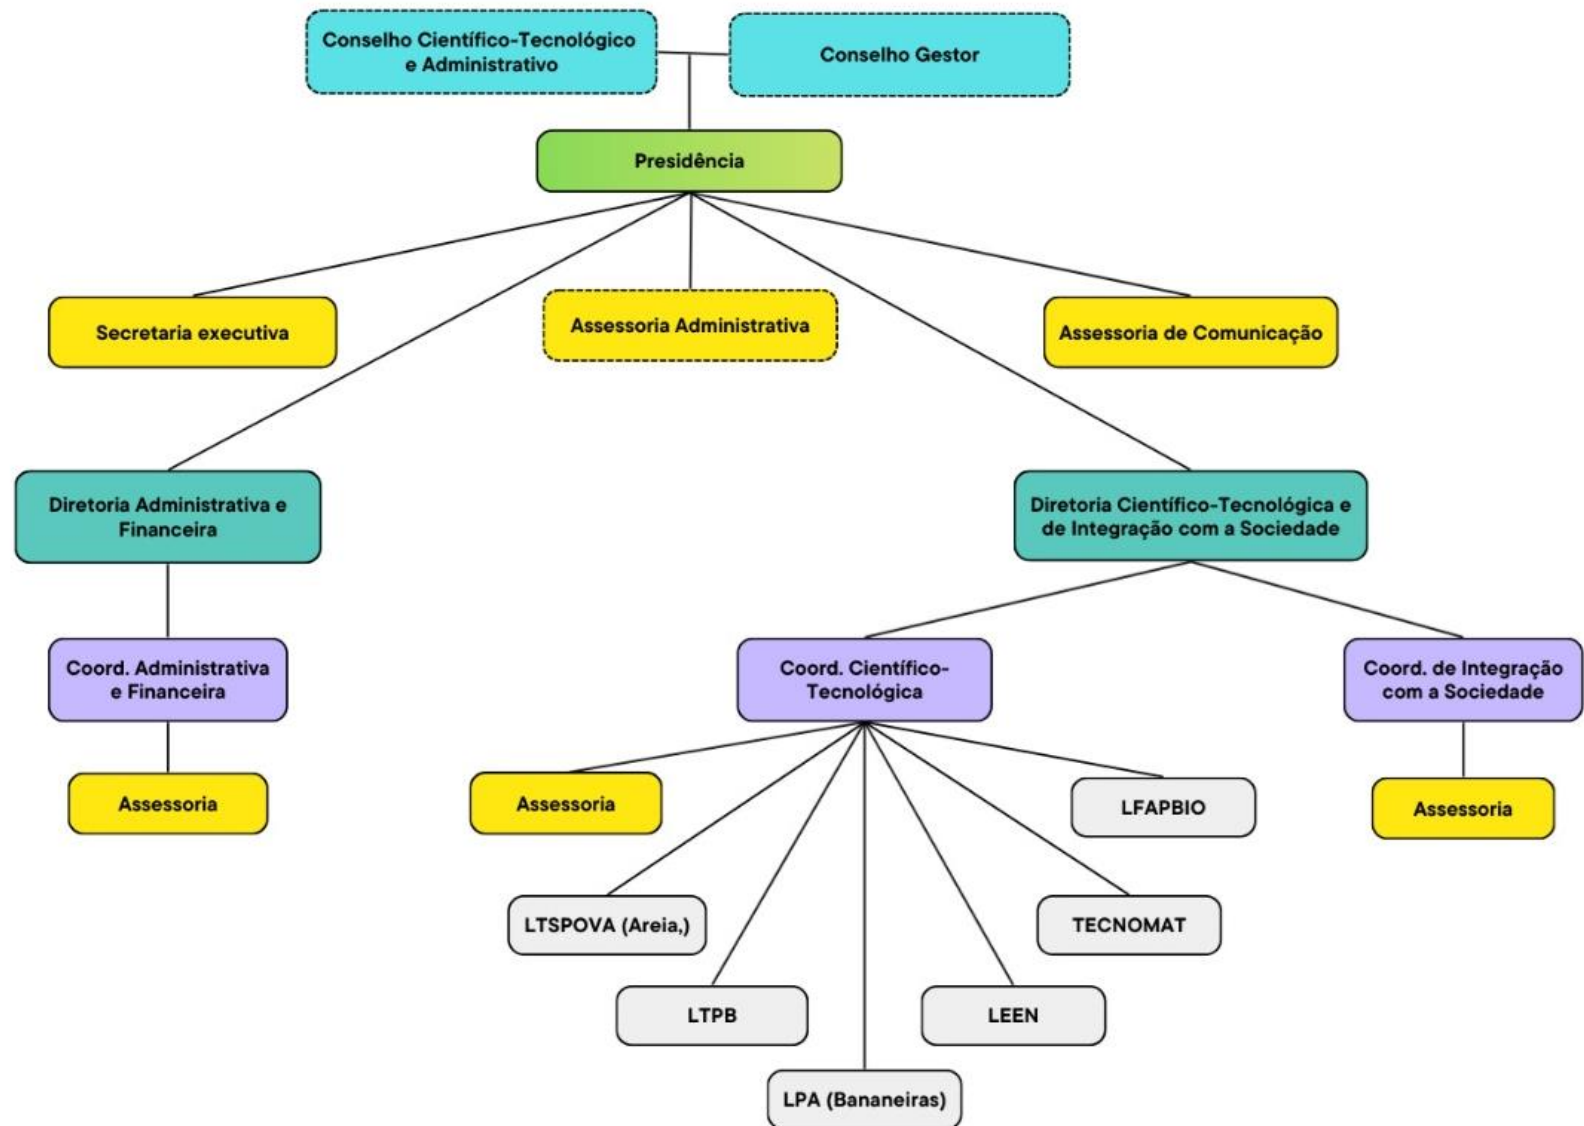 Conselho Científico-Tecnológico
e Administrativo
Conselho Gestor
Presidência
Secretaria executiva
Assessoria Administrativa
Assessoria de Comunicação
Diretoria Administrativa e
Financeira
Diretoria Científico-Tecnológica e
de Integração com a Sociedade
Coord. Administrativa
e Financeira
Coord. Científico-
Tecnológica
Coord. de Integração
com a Sociedade
Assessoria
Assessoria
LFAPBIO
Assessoria
LTSPOVA (Areia,)
TECNOMAT
LTPB
LEEN
LPA (Bananeiras)